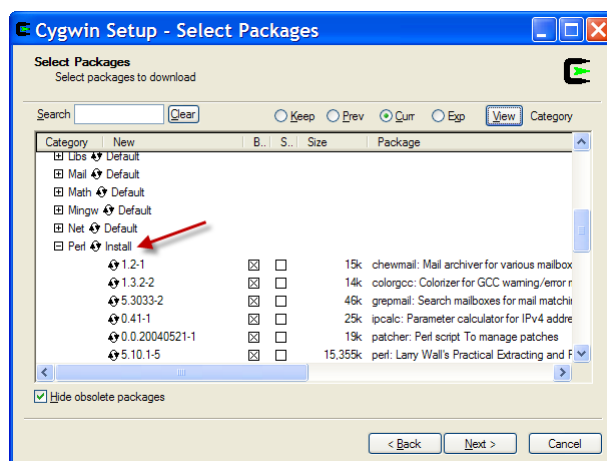 Cygwin Setup - Select Packages
Select Packages
Select packages to download
Search Clear Keep Prev Curr Exp View Category
Category New B.. S.. Size Package
Libs Default
Mail Default
Math Default
Mingw Default
Net Default
Perl Install
1.2-1 15k chewmail: Mail archiver for various mailbox
1.3.2-2 14k colorgcc: Colorizer for GCC warning/error
5.3033-2 46k grepmail: Search mailboxes for mail matchi
0.41-1 25k ipcalc: Parameter calculator for IPv4 addre
0.0.20040521-1 19k patcher: Perl script To manage patches
5.10.1-5 15,355k perl: Larry Wall's Practical Extracting and
Hide obsolete packages
< Back Next > Cancel